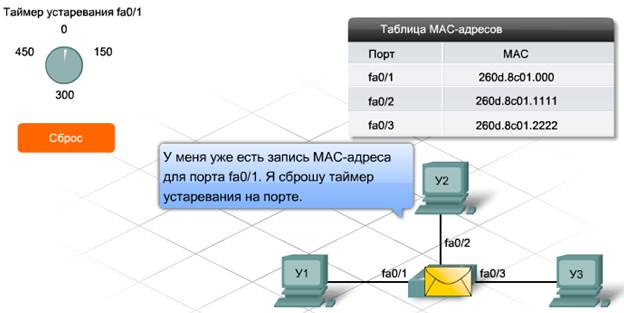 Таймер устаревания fa0/1
0
450 150
300
Сброс
Таблица MAC-адресов
Порт MAC
fa0/1 260d.8c01.000
fa0/2 260d.8c01.1111
fa0/3 260d.8c01.2222
У меня уже есть запись MAC-адреса
для порта fa0/1. Я сброшу таймер
устаревания на порте.
У2
fa0/2
У1 fa0/1 fa0/3 У3